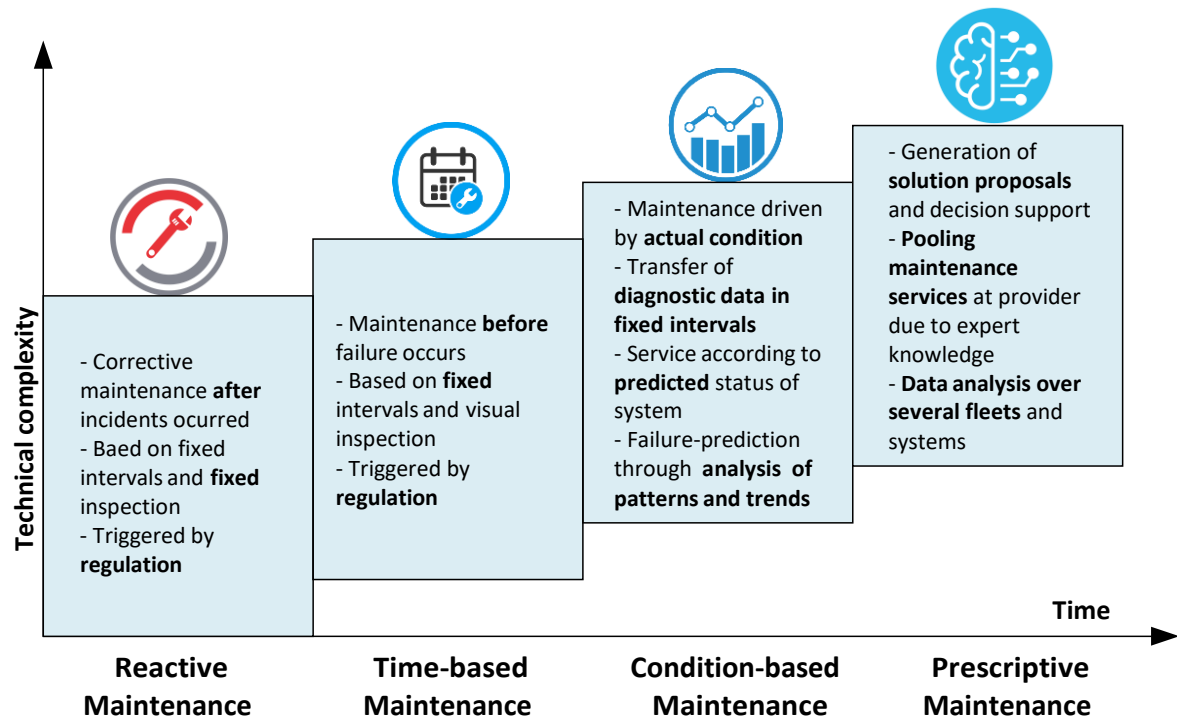 Technical complexity
- Corrective
maintenance after
incidents ocurred
- Baed on fixed
intervals and fixed
inspection
- Triggered by
regulation
- Maintenance before
failure occurs
- Based on fixed
intervals and visual
inspection
- Triggered by
regulation
- Maintenance driven
by actual condition
- Transfer of
diagnostic data in
fixed intervals
- Service according to
predicted status of
system
- Failure-prediction
through analysis of
patterns and trends
- Generation of
solution proposals
and decision support
- Pooling
maintenance
services at provider
due to expert
knowledge
- Data analysis over
several fleets and
systems
Time
Reactive
Maintenance
Time-based
Maintenance
Condition-based
Maintenance
Prescriptive
Maintenance